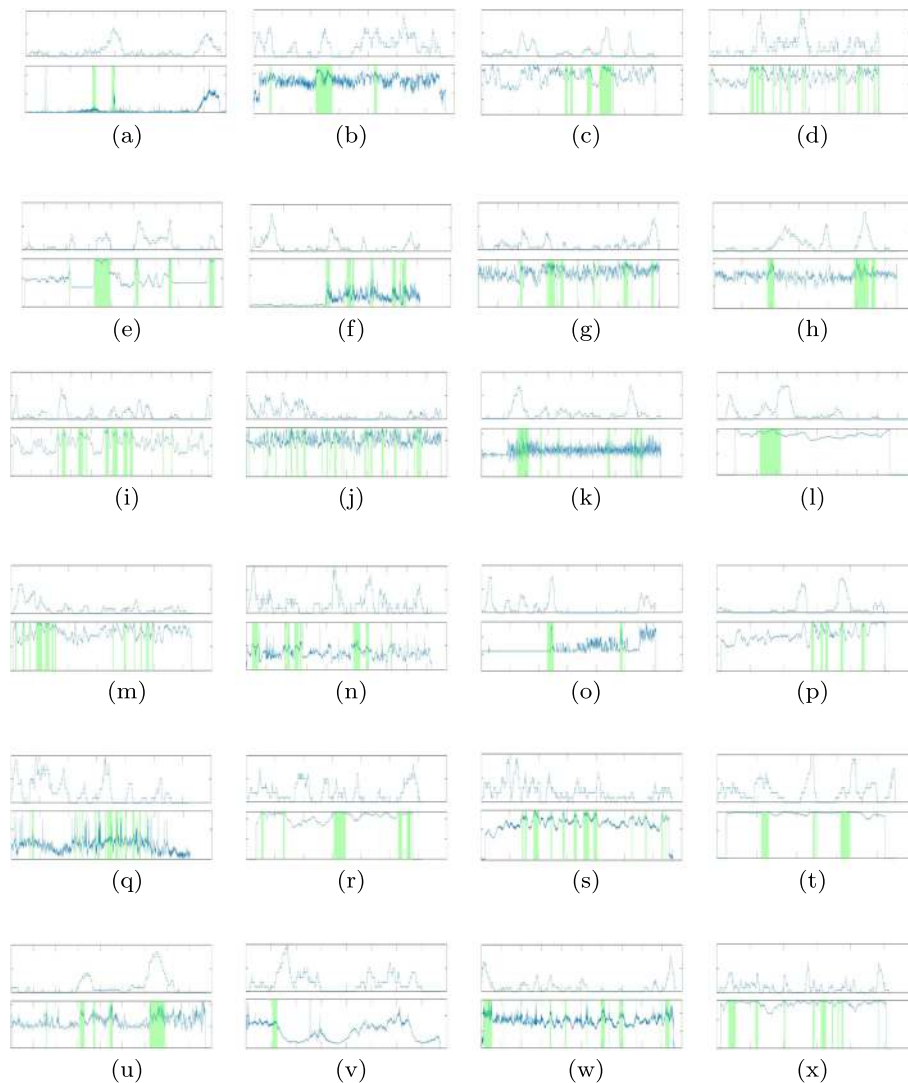 (a) (b) (c) (d)
(e) (f) (g) (h)
(i) (j) (k) (l)
(m) (n) (o) (p)
(q) (r) (s) (t)
(u) (v) (w) (x)